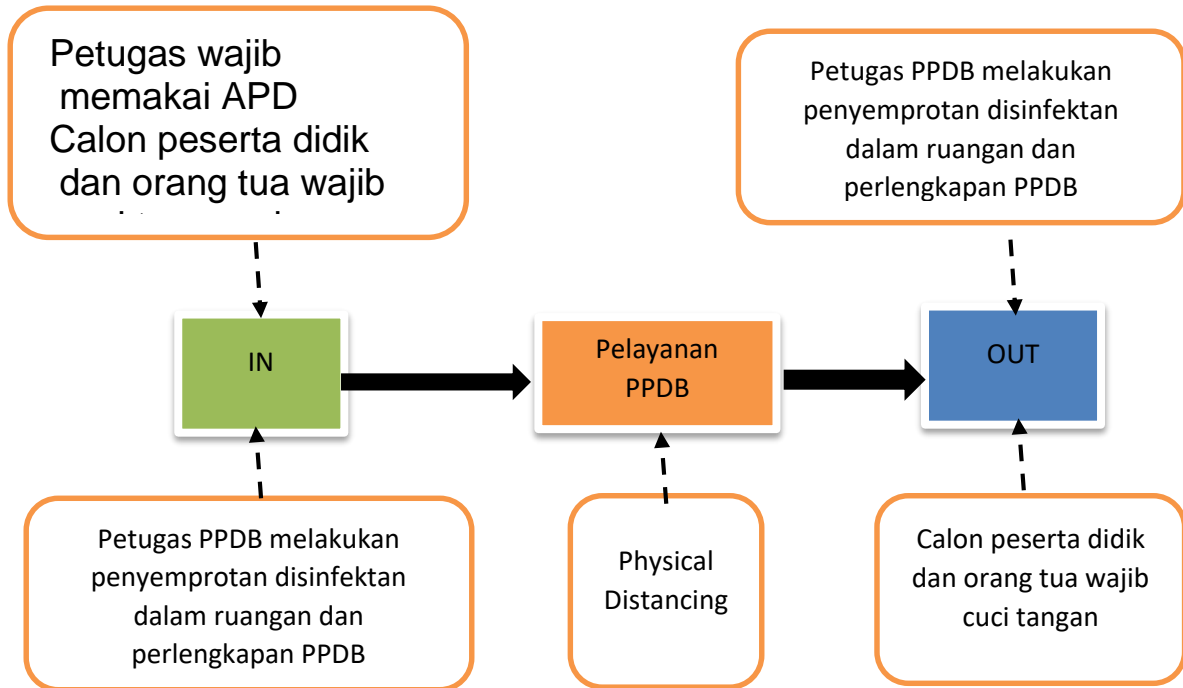 Petugas wajib
memakai APD
Calon peserta didik
dan orang tua wajib
Petugas PPDB melakukan
penyemprotan disinfektan
dalam ruangan dan
perlengkapan PPDB
IN
Pelayanan
PPDB
OUT
Petugas PPDB melakukan
penyemprotan disinfektan
dalam ruangan dan
perlengkapan PPDB
Physical
Distancing
Calon peserta didik
dan orang tua wajib
cuci tangan